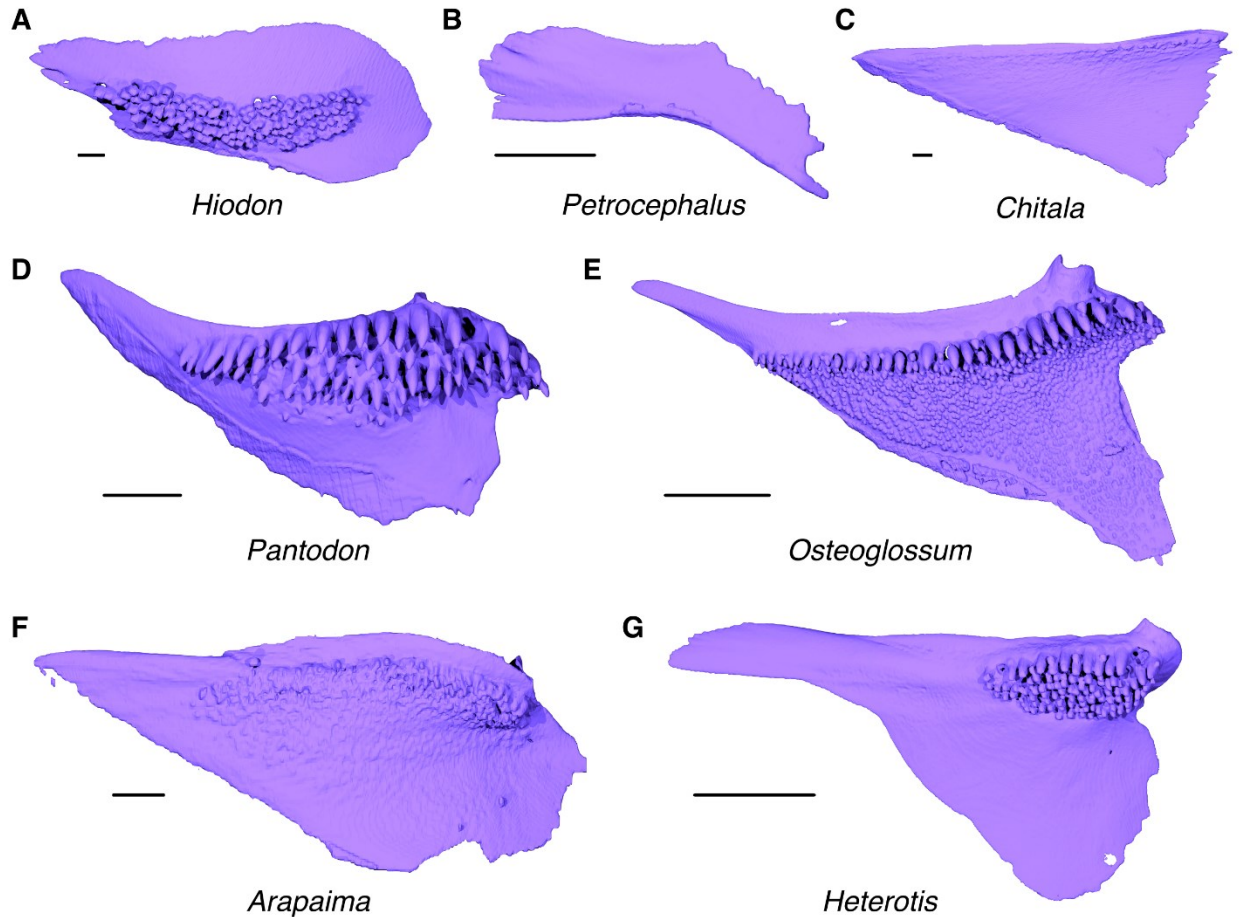 A
B
C
Hiodon
Petrocephalus
Chitala
D
E
Pantodon
Osteoglossum
F
G
Arapaima
Heterotis